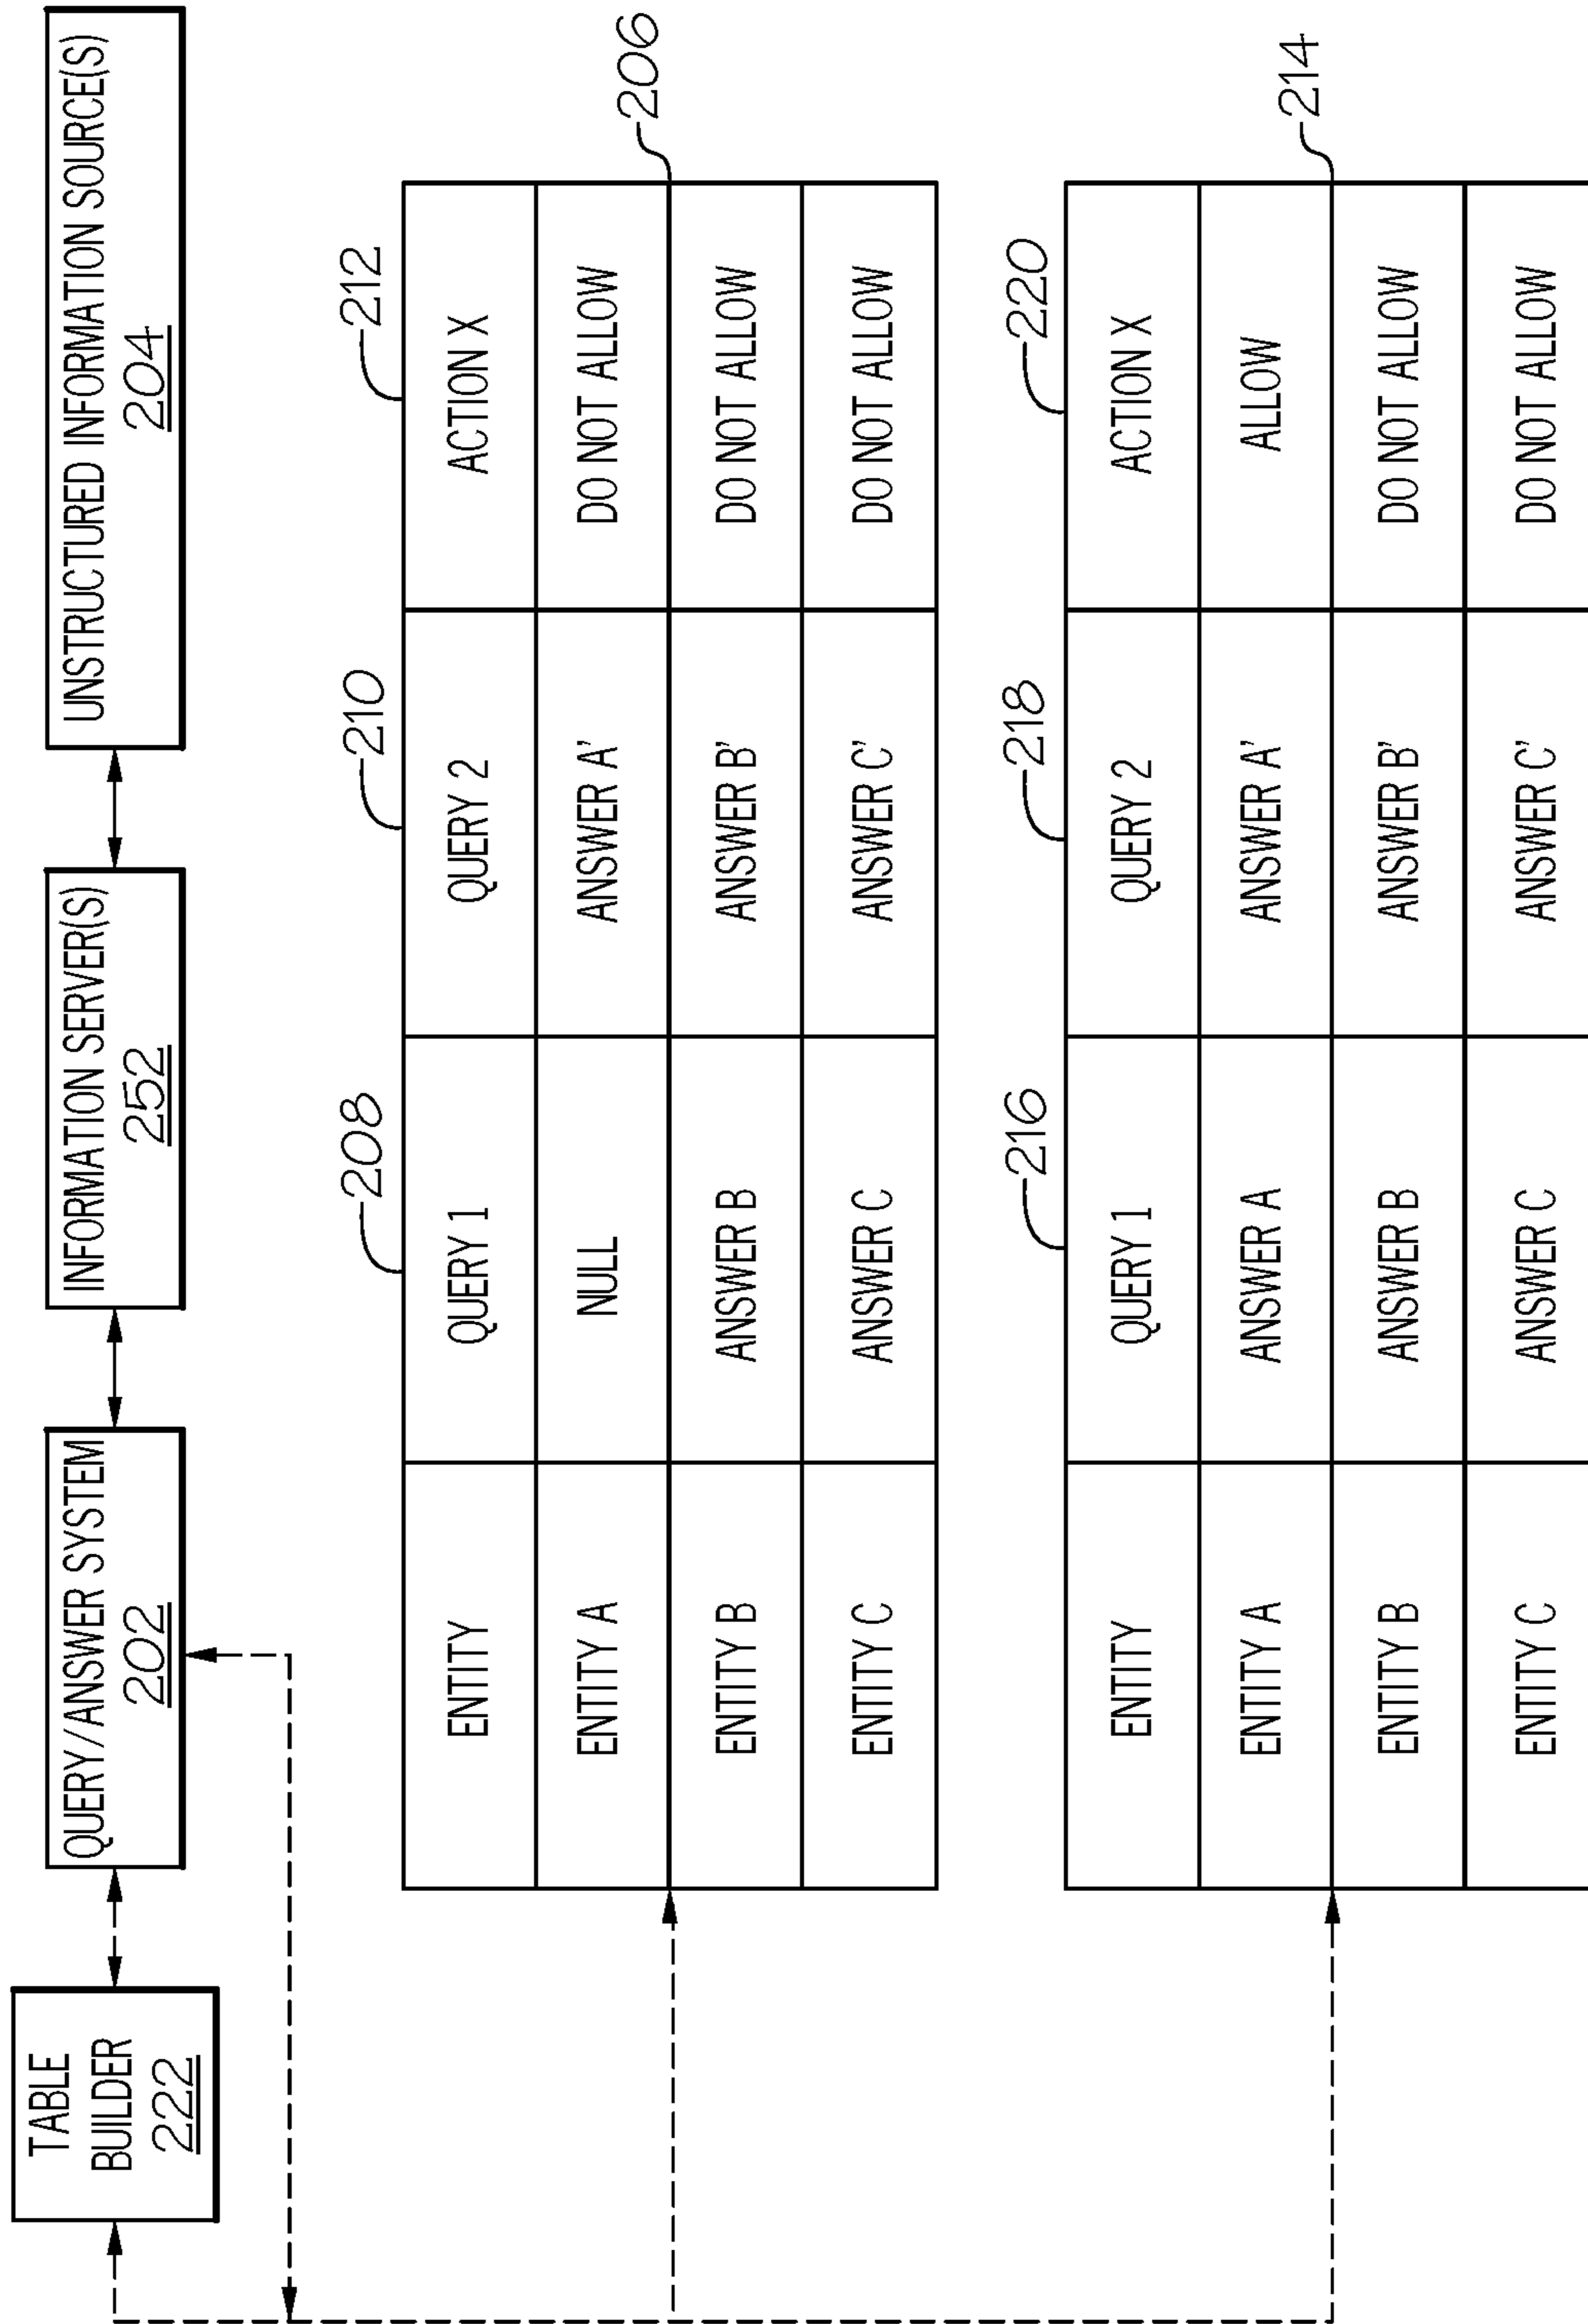 TABLE
BUILDER
222
QUERY/ANSWER SYSTEM
202
INFORMATION SERVER(S)
252
UNSTRUCTURED INFORMATION SOURCE(S)
204
208
210
212
ENTITY QUERY 1 QUERY 2 ACTION X
ENTITY A NULL ANSWER A' DO NOT ALLOW
206
ENTITY B ANSWER B ANSWER B' DO NOT ALLOW
ENTITY C ANSWER C ANSWER C' DO NOT ALLOW
216
218
220
ENTITY QUERY 1 QUERY 2 ACTION X
ENTITY A ANSWER A ANSWER A' ALLOW
214
ENTITY B ANSWER B ANSWER B' DO NOT ALLOW
ENTITY C ANSWER C ANSWER C' DO NOT ALLOW